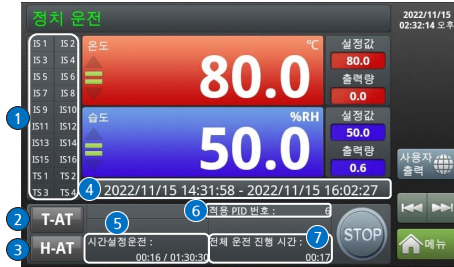 정치 운전
2022/11/15
02:32:14 오후
IS 1 IS 2
IS 3 IS 4
IS 5 IS 6
IS 7 IS 8
IS 9 IS10
IS11 IS12
IS13 IS14
IS15 IS16
TS 1 TS 2
TS 3 TS 4
1
온도 ℃
80.0
설정값
80.0
출력량
0.0
습도 %RH
50.0
설정값
50.0
출력량
0.6
사용자
출력
4 2022/11/15 14:31:58 - 2022/11/15 16:02:27
2 T-AT
3 H-AT
5
6 적용 PID 번호 : 6
시간설정운전 :
00:16 / 01:30:30
7
전체 운전 진행 시간 :
00:17
STOP
메뉴